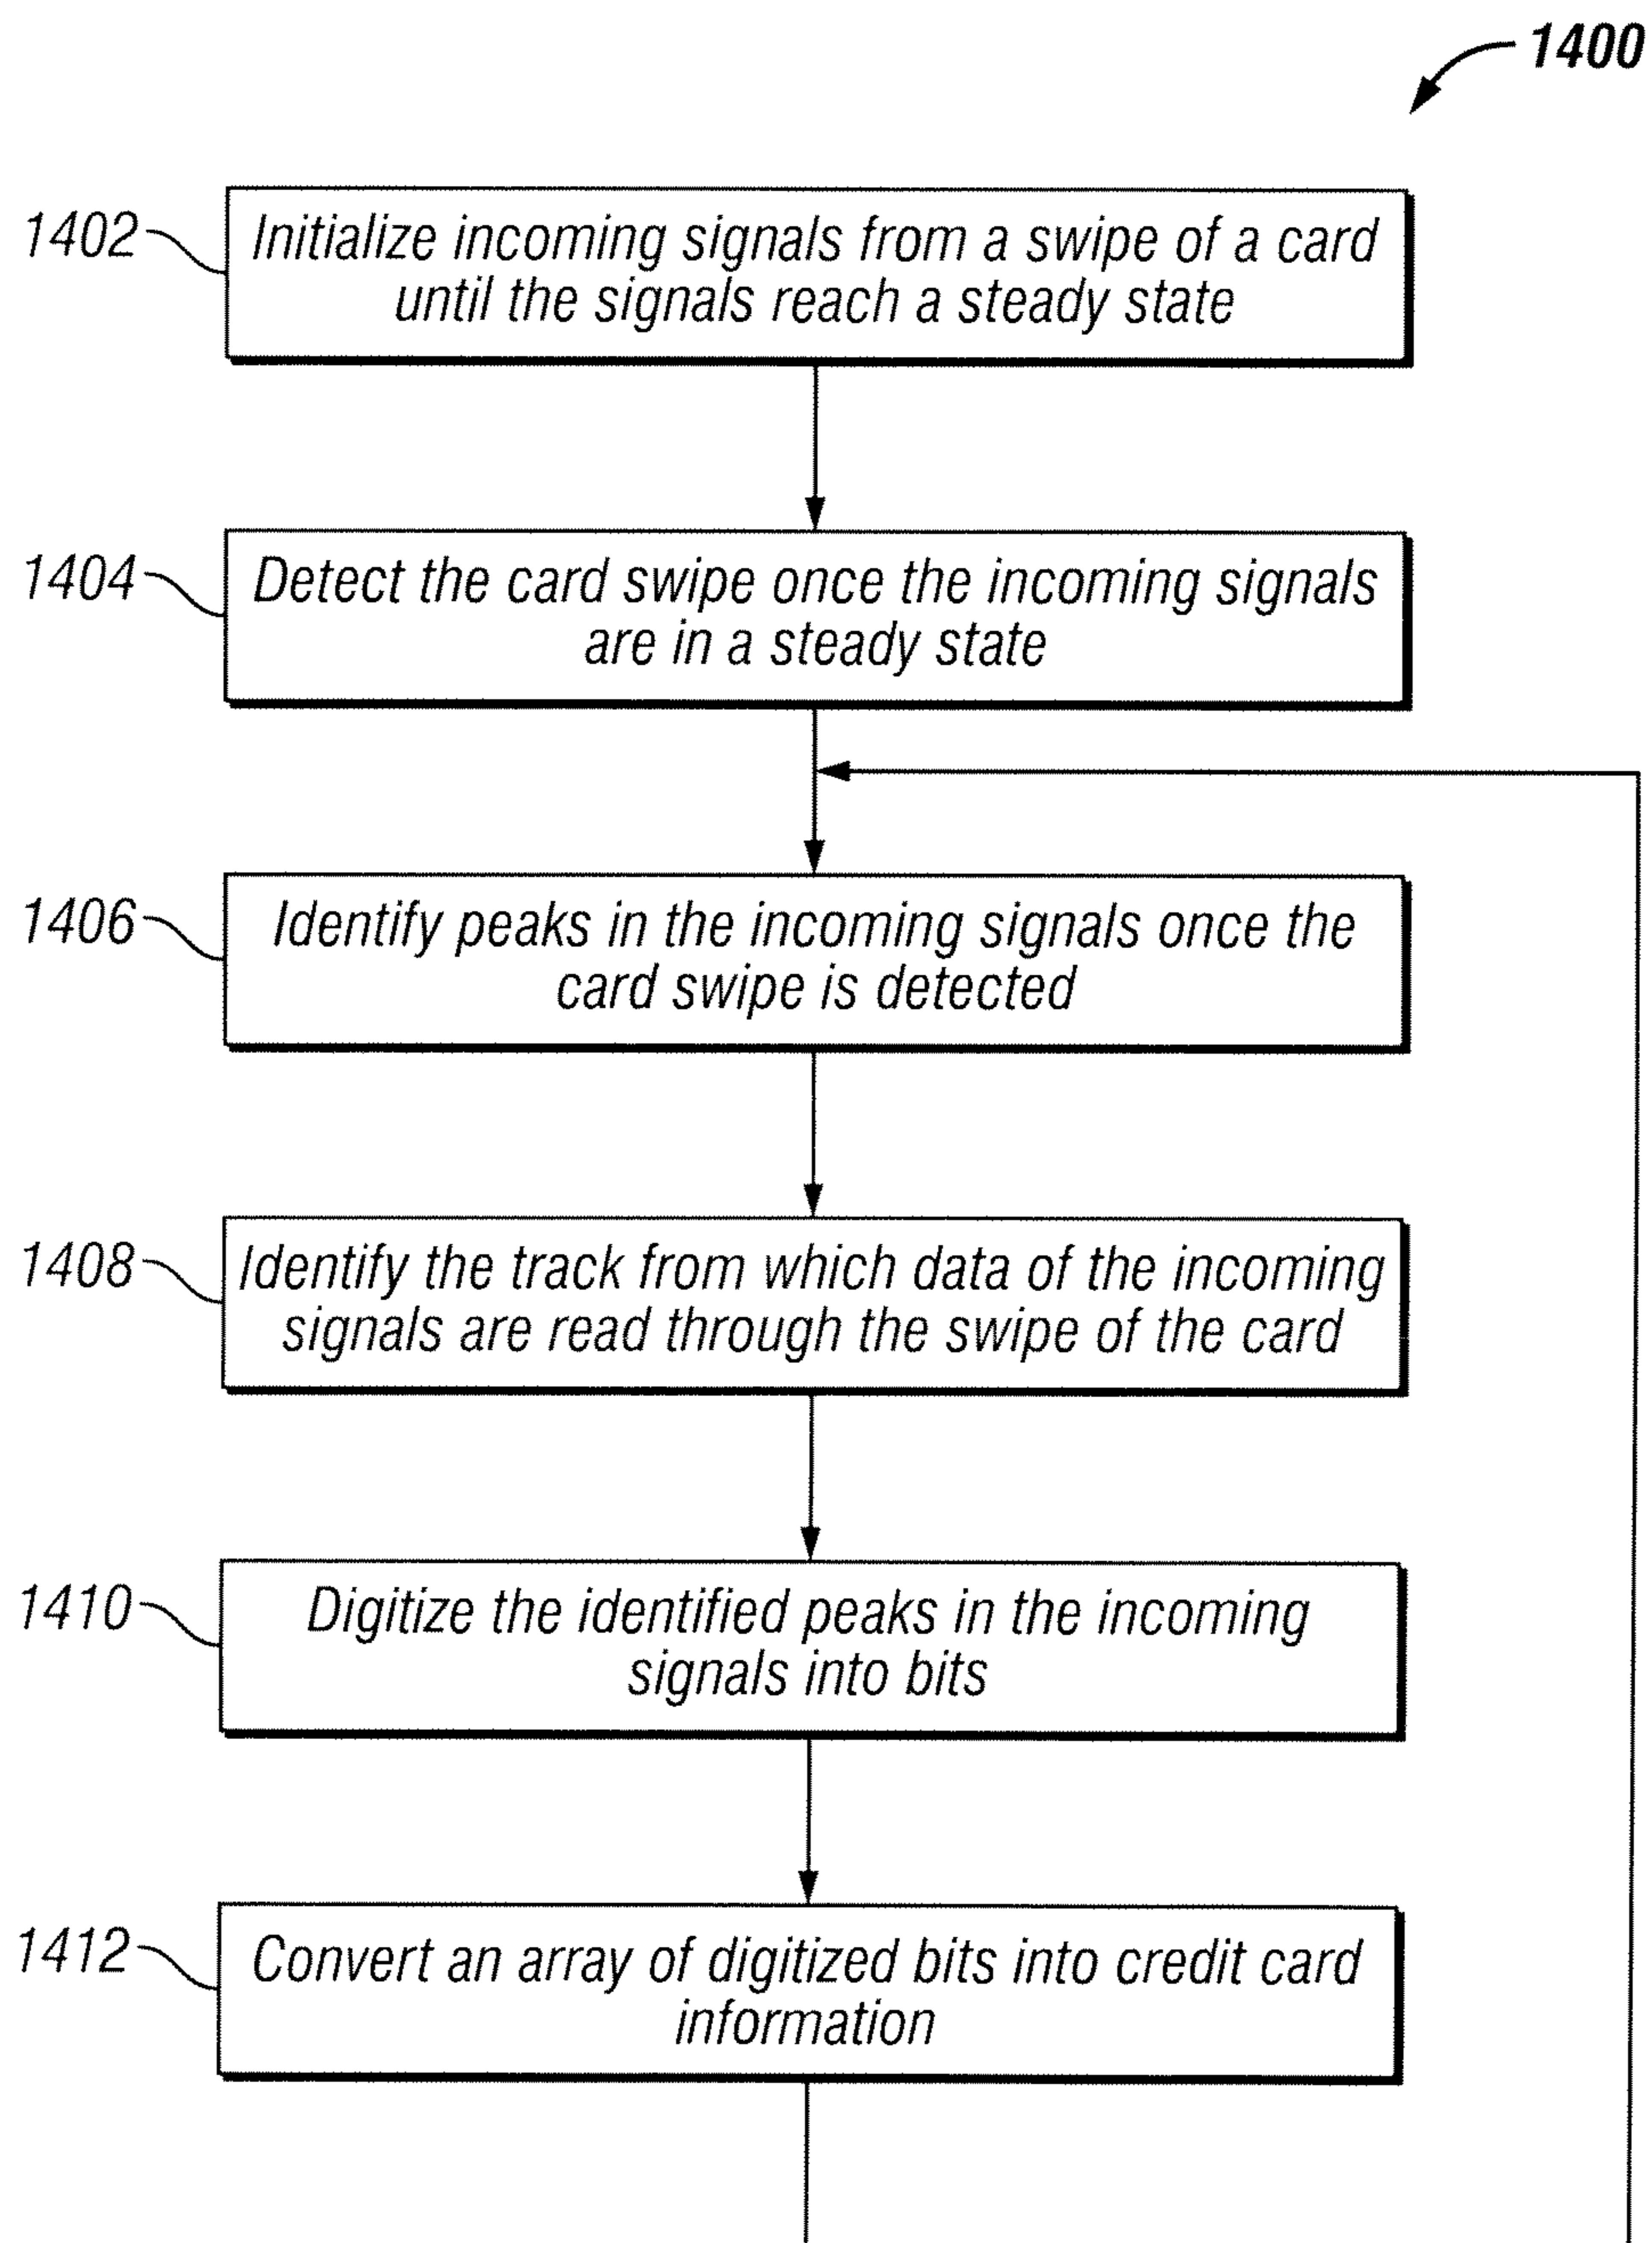 1400
1402
Initialize incoming signals from a swipe of a card
until the signals reach a steady state
1404
Detect the card swipe once the incoming signals
are in a steady state
1406
Identify peaks in the incoming signals once the
card swipe is detected
1408
Identify the track from which data of the incoming
signals are read through the swipe of the card
1410
Digitize the identified peaks in the incoming
signals into bits
1412
Convert an array of digitized bits into credit card
information